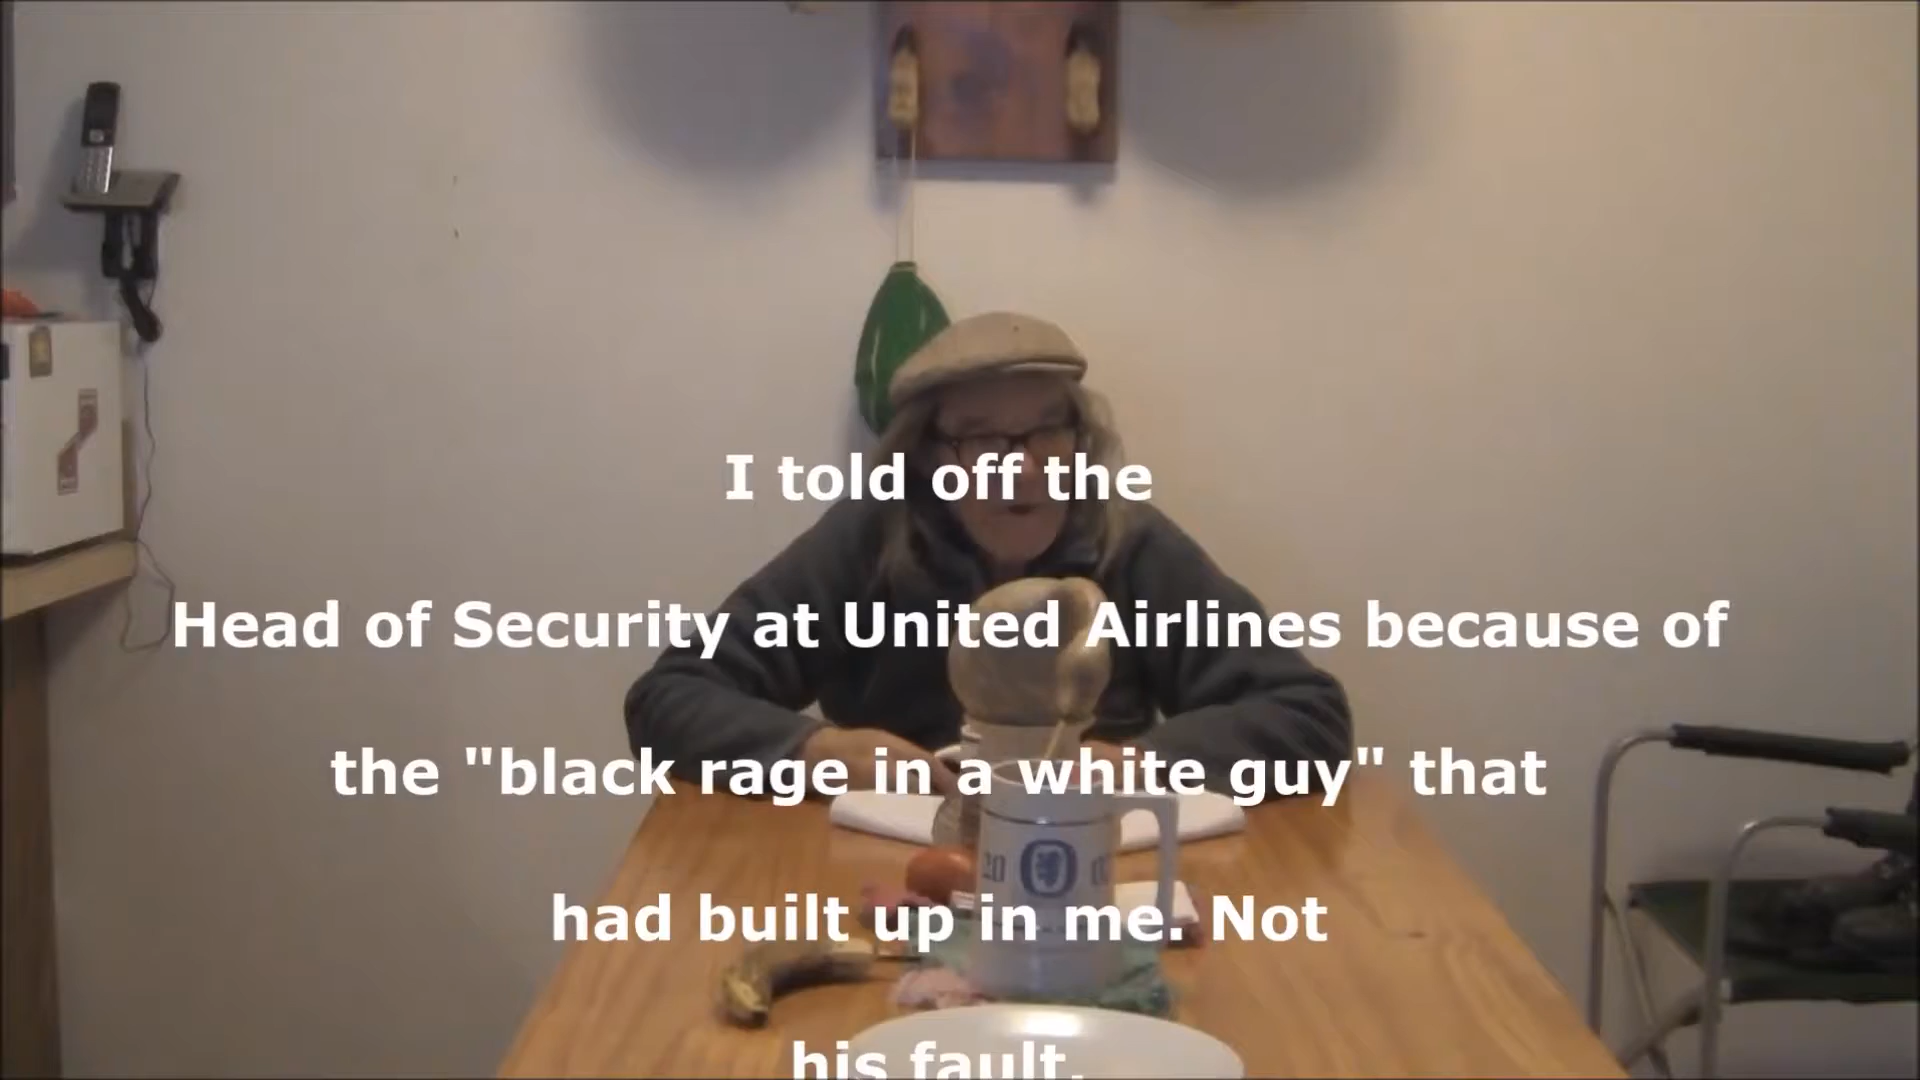 I told off the
Head of Security at United Airlines because of
the "black rage in a white guy" that
had built up in me. Not
his fault.
20 O